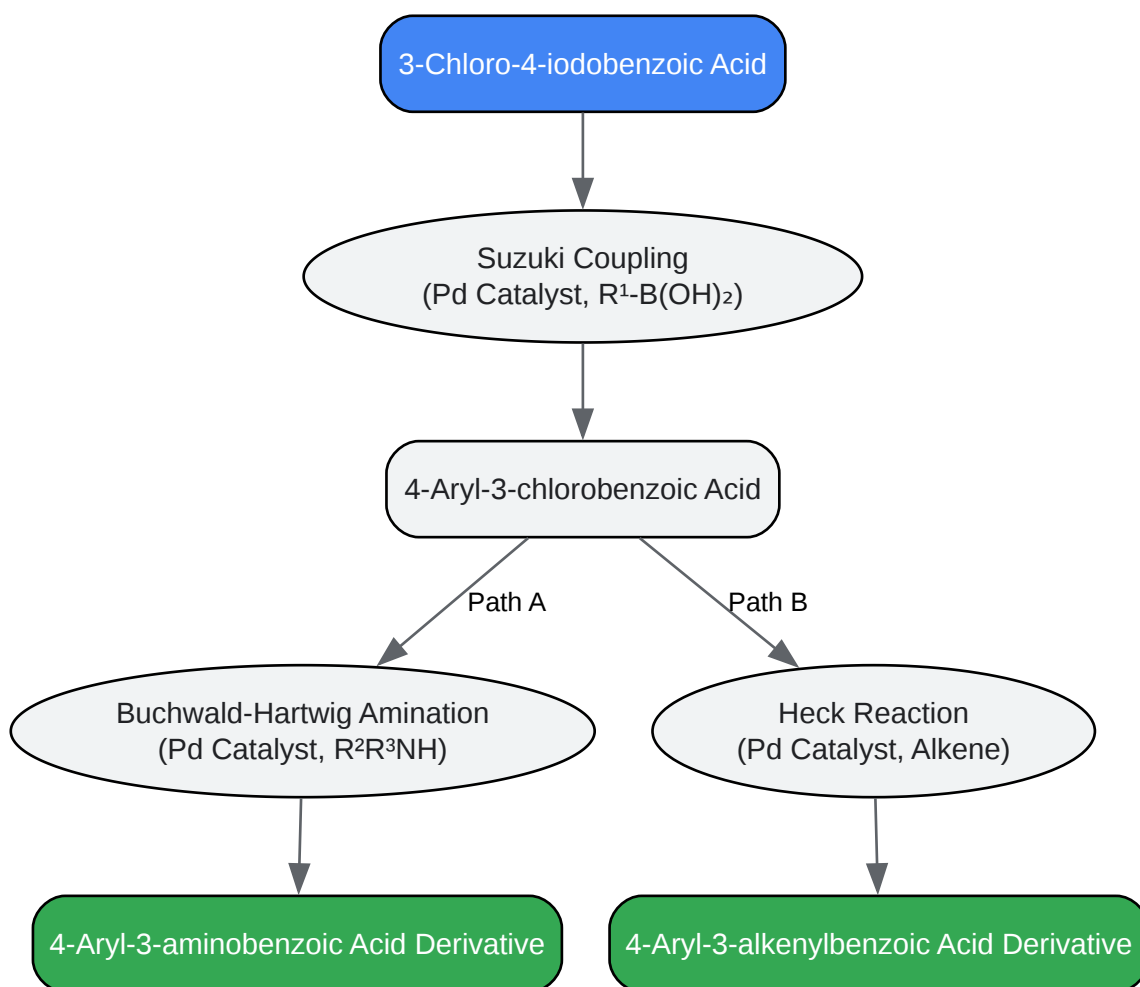 3-Chloro-4-iodobenzoic Acid
Suzuki Coupling
(Pd Catalyst, R¹-B(OH)₂)
4-Aryl-3-chlorobenzoic Acid
Path A
Path B
Buchwald-Hartwig Amination
(Pd Catalyst, R²R³NH)
Heck Reaction
(Pd Catalyst, Alkene)
4-Aryl-3-aminobenzoic Acid Derivative
4-Aryl-3-alkenylbenzoic Acid Derivative